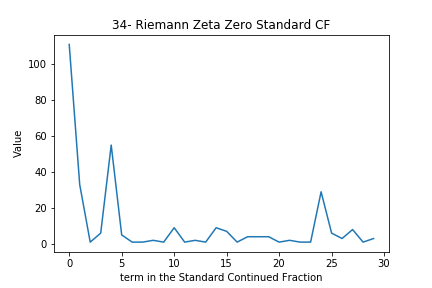 34- Riemann Zeta Zero Standard CF
Value
100
80
60
40
20
0
0 5 10 15 20 25 30
term in the Standard Continued Fraction